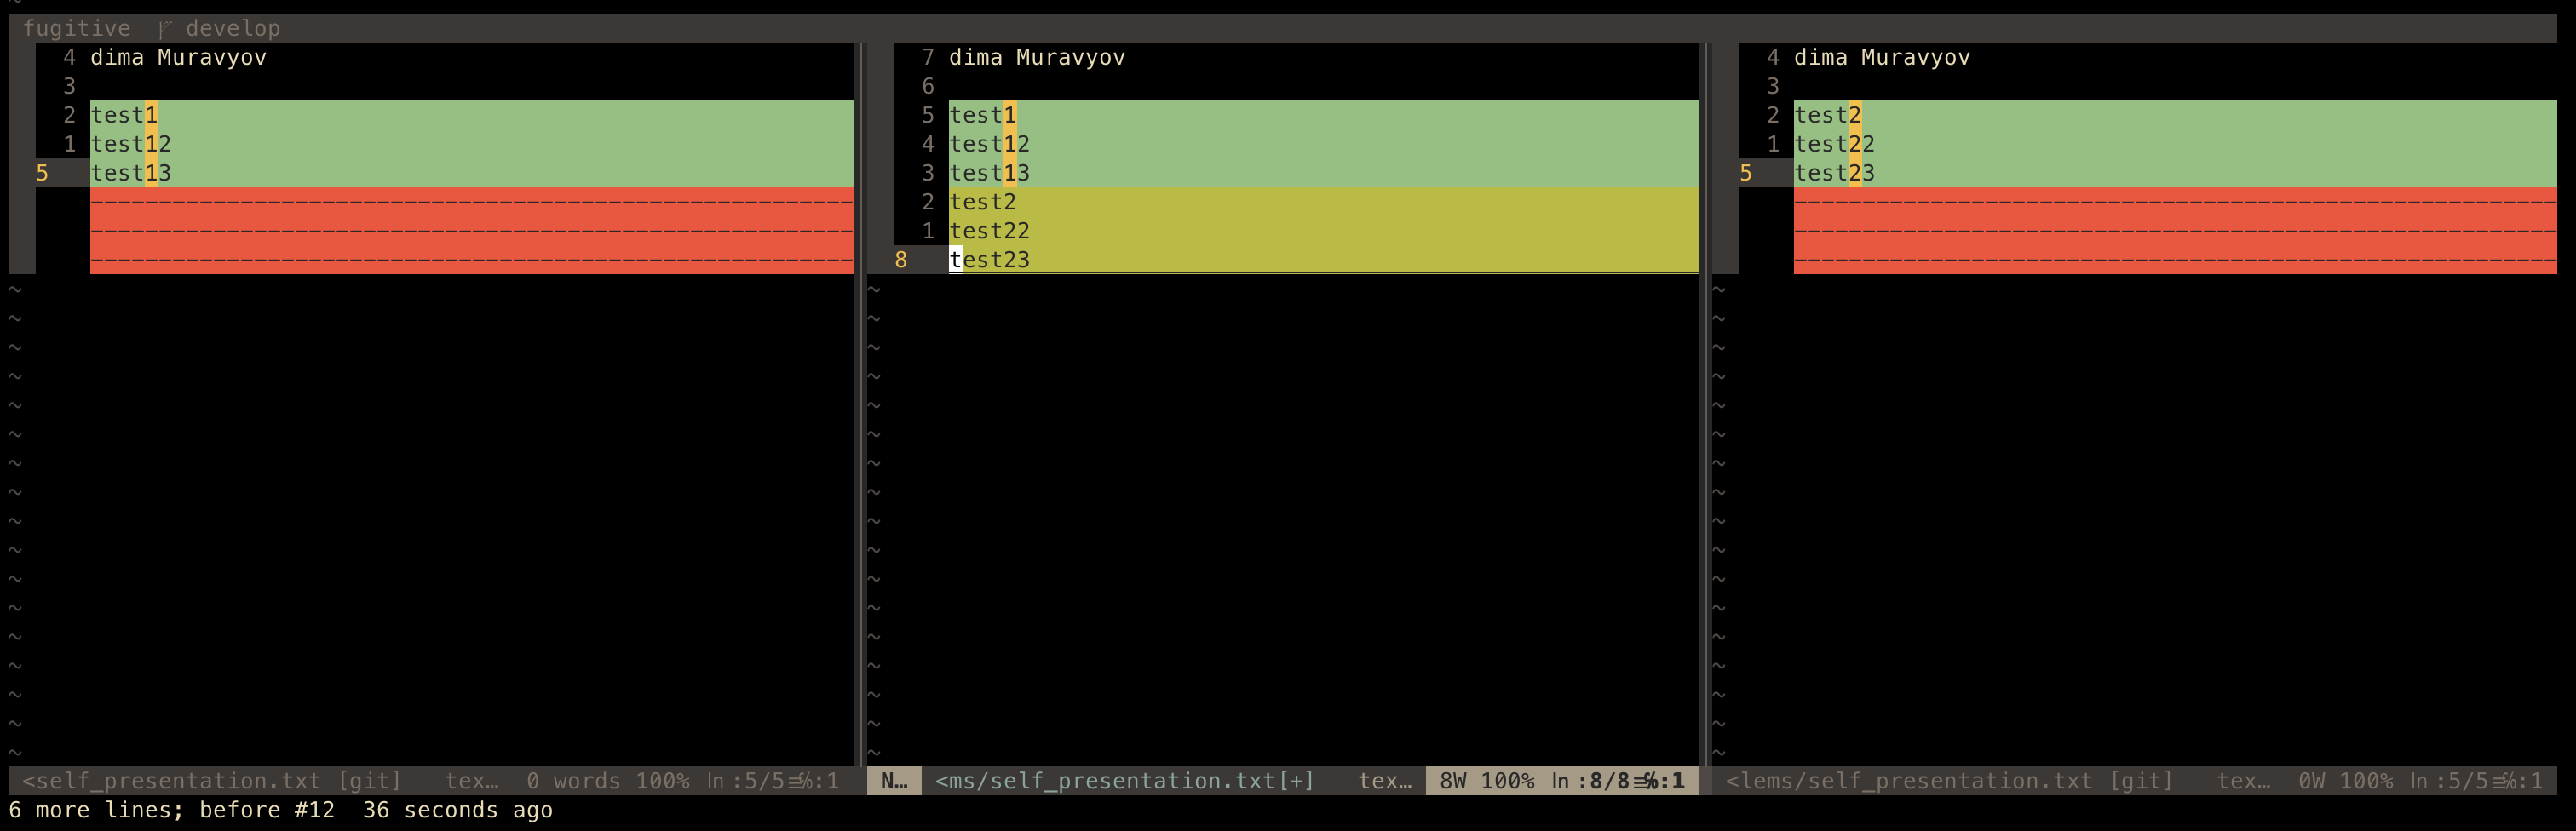 fugitive develop
4 dima Muravyov
3
2 test1
1 test12
5 test13
7 dima Muravyov
6
5 test1
4 test12
3 test13
2 test2
1 test22
8 test23
4 dima Muravyov
3
2 test2
1 test22
5 test23
<self_presentation.txt [git] tex… 0 words 100% ln :5/5≡℅:1
N… <ms/self_presentation.txt[+] tex… 8W 100% ln :8/8≡℅:1
<lems/self_presentation.txt [git] tex… 0W 100% ln :5/5≡℅:1
6 more lines; before #12 36 seconds ago